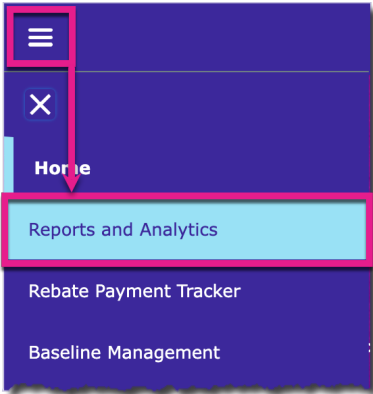 Home
Reports and Analytics
Rebate Payment Tracker
Baseline Management